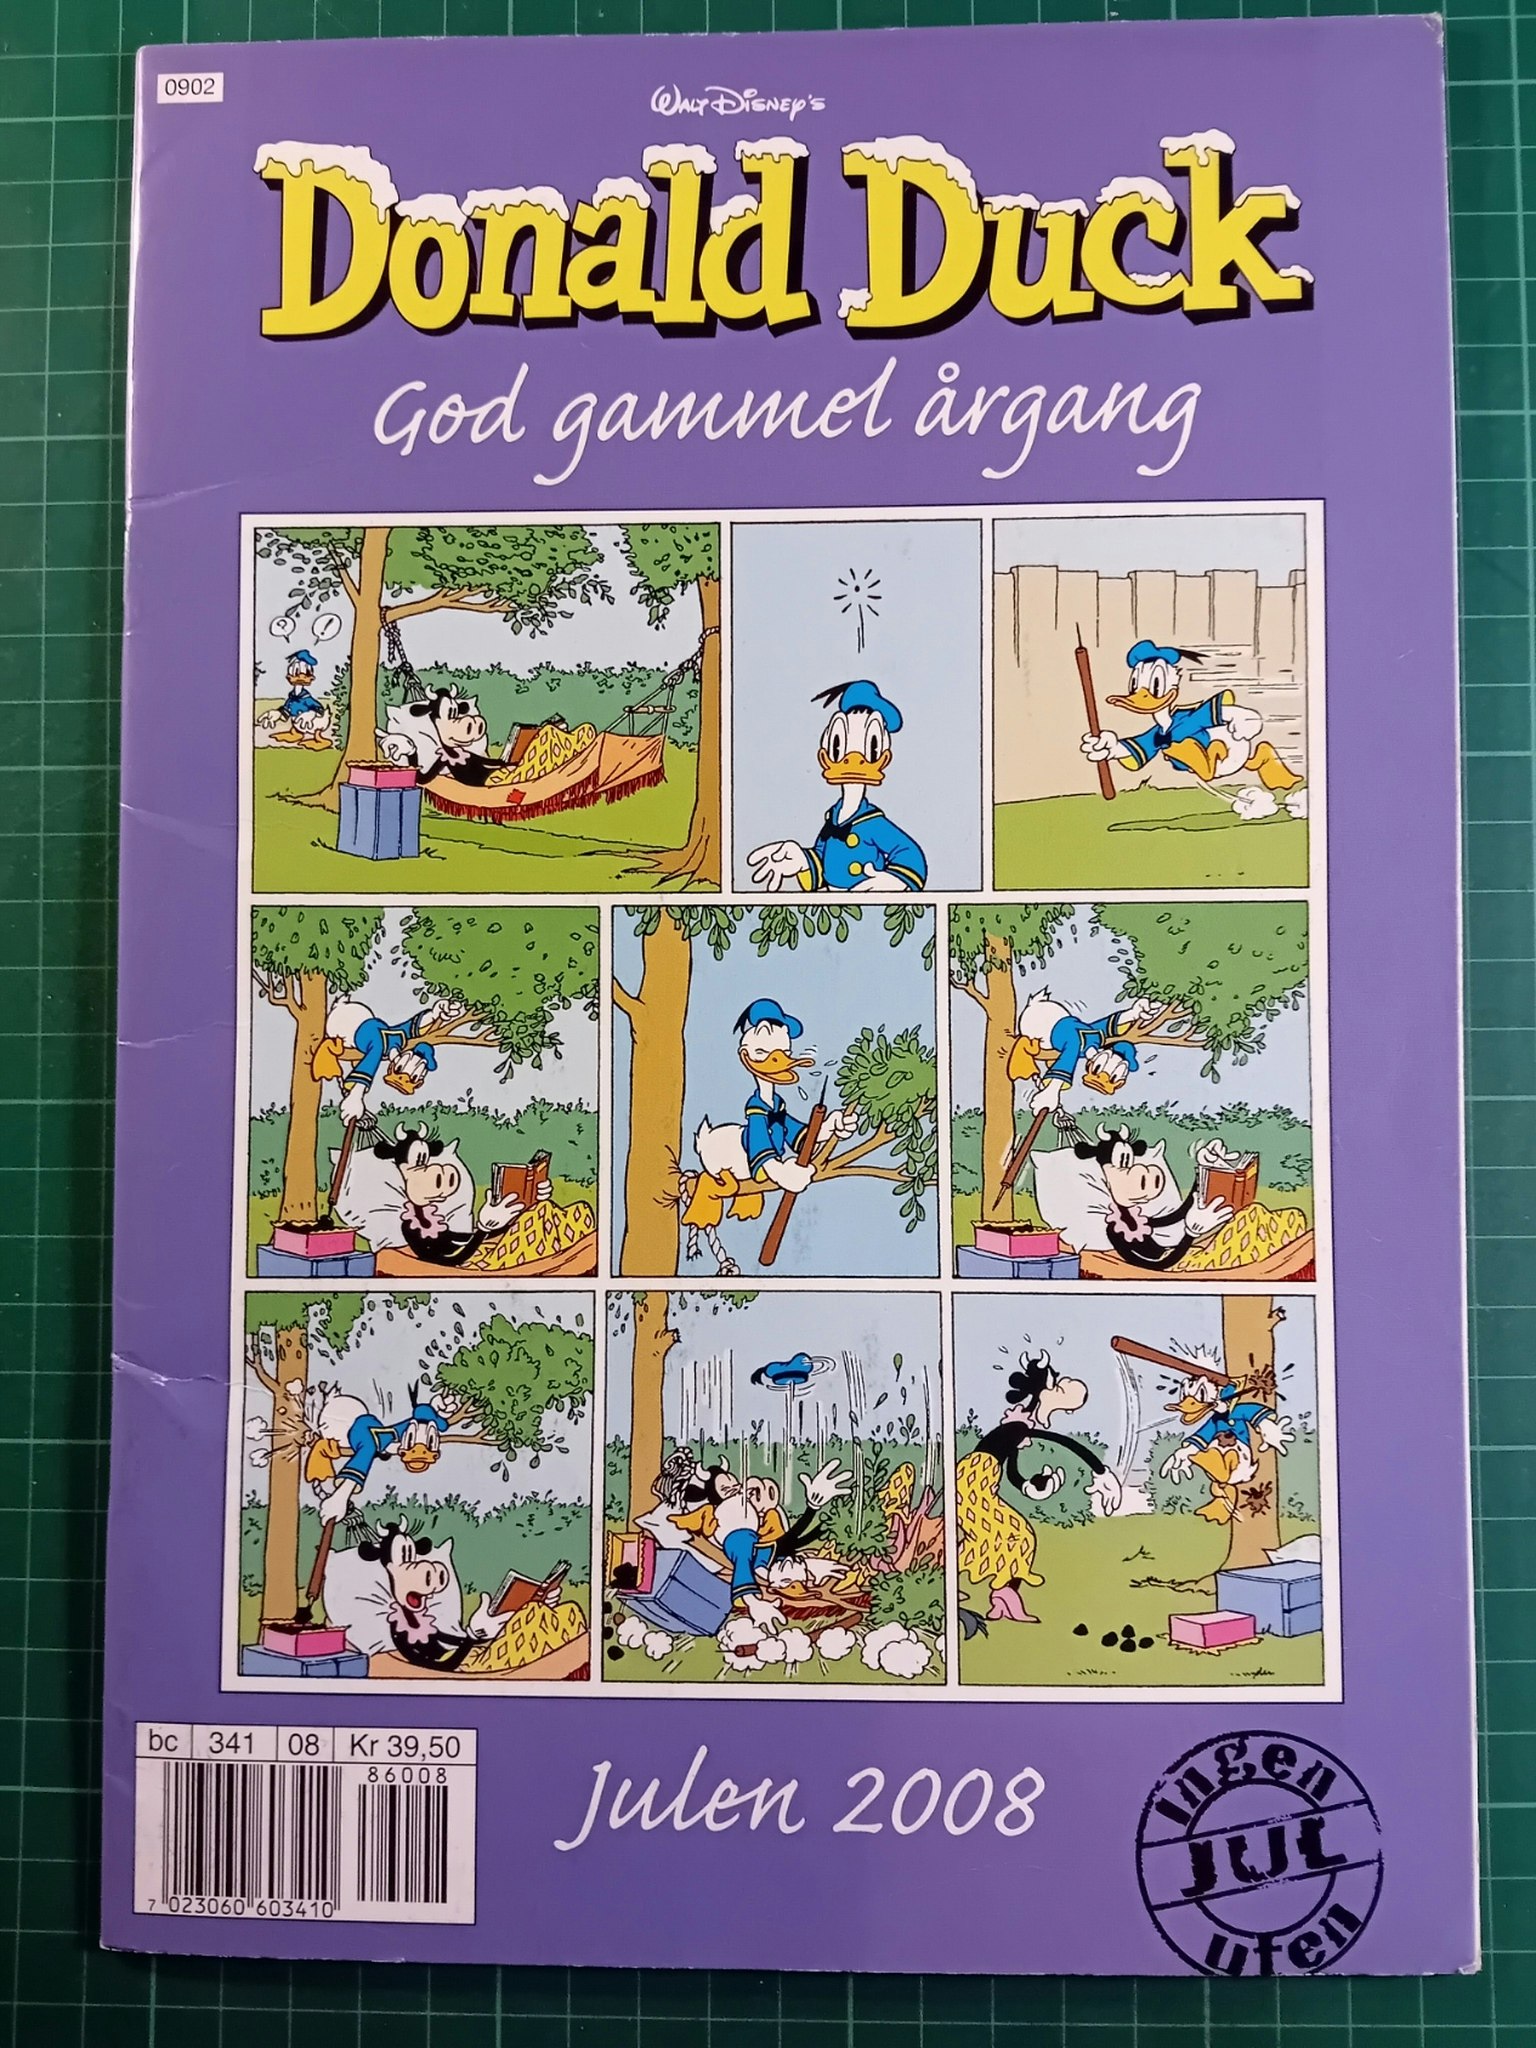 0902
WALT DISNEY'S
Donald Duck
God gammel årgang
? !
bc 341 08 Kr 39,50
86008
7 023060 603410
Julen 2008
Ingen
JUL
uten